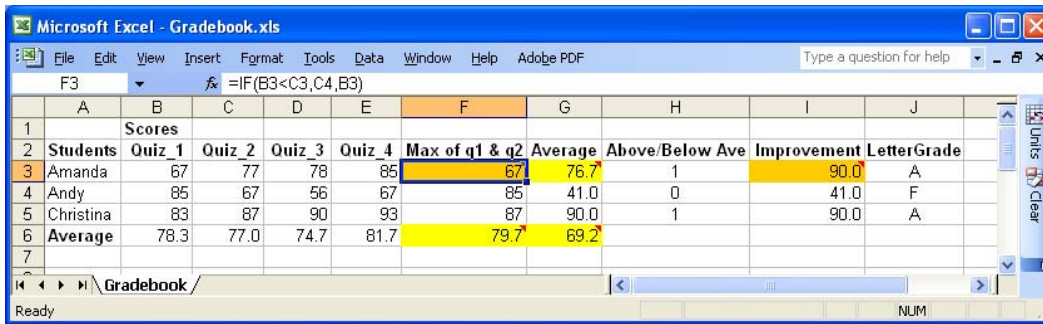 Microsoft Excel - Gradebook.xls
File Edit View Insert Format Tools Data Window Help Adobe PDF Type a question for help
F3 fx =IF(B3<C3,C4,B3)
A B C D E F G H I J
1 Scores
2 Students Quiz_1 Quiz_2 Quiz_3 Quiz_4 Max of q1 & q2 Average Above/Below Ave Improvement LetterGrade
3 Amanda 67 77 78 85 67 76.7 1 90.0 A
4 Andy 85 67 56 67 85 41.0 0 41.0 F
5 Christina 83 87 90 93 87 90.0 1 90.0 A
6 Average 78.3 77.0 74.7 81.7 79.7 69.2
7
Gradebook
Ready NUM
Units
Clear